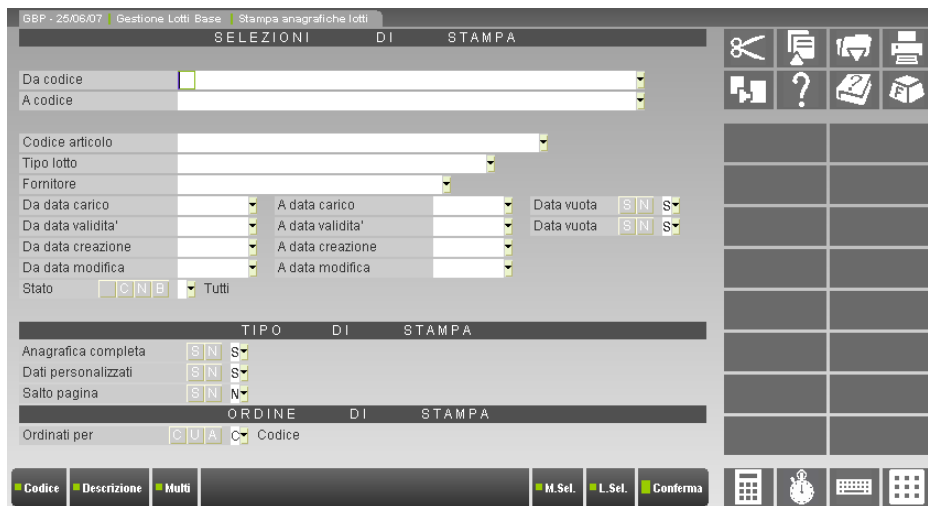 GBP - 25/06/07 Gestione Lotti Base Stampa anagrafiche lotti
SELEZIONI DI STAMPA
Da codice
A codice
Codice articolo
Tipo lotto
Fornitore
Da data carico A data carico Data vuota S N S
Da data validita' A data validita' Data vuota S N S
Da data creazione A data creazione
Da data modifica A data modifica
Stato C N B Tutti
TIPO DI STAMPA
Anagrafica completa S N S
Dati personalizzati S N S
Salto pagina S N N
ORDINE DI STAMPA
Ordinati per C U A C Codice
Codice Descrizione Multi M.Sel. L.Sel. Conferma
? ? F